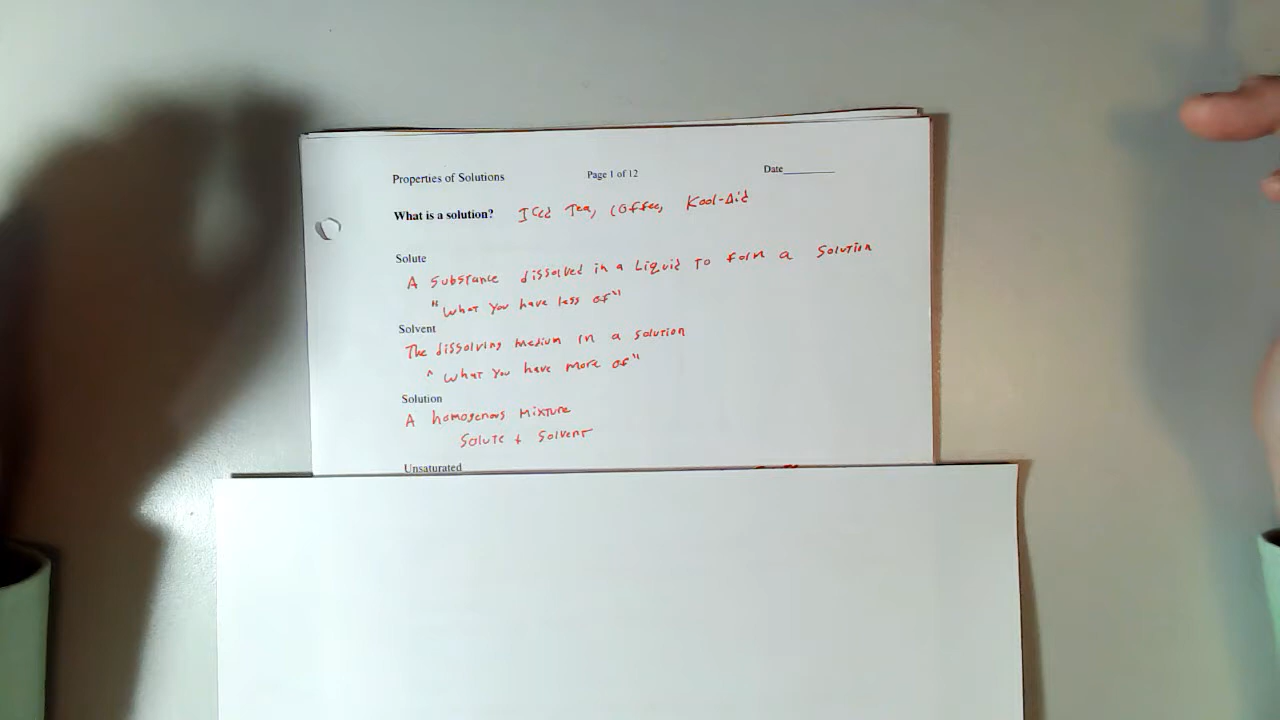 Properties of Solutions Page 1 of 12 Date________
What is a solution? Iced Tea, Coffee, Kool-Aid
Solute
A substance dissolved in a Liquid To form a Solution
"What you have less of"
Solvent
The dissolving medium in a solution
"What you have more of"
Solution
A homogenous Mixture
Solute + Solvent
Unsaturated